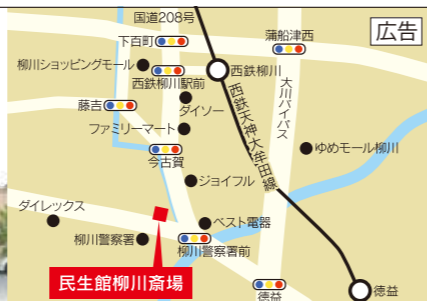 国道208号
広告
下百町
蒲船津西
柳川ショッピングモール
西鉄柳川
西鉄柳川駅前
大川バイパス
ダイソー
藤吉
西鉄天神大牟田線
ファミリーマート
今古賀
ゆめモール柳川
ジョイフル
ダイレックス
ベスト電器
柳川警察署
柳川警察署前
民生館柳川斎場
徳益
徳益